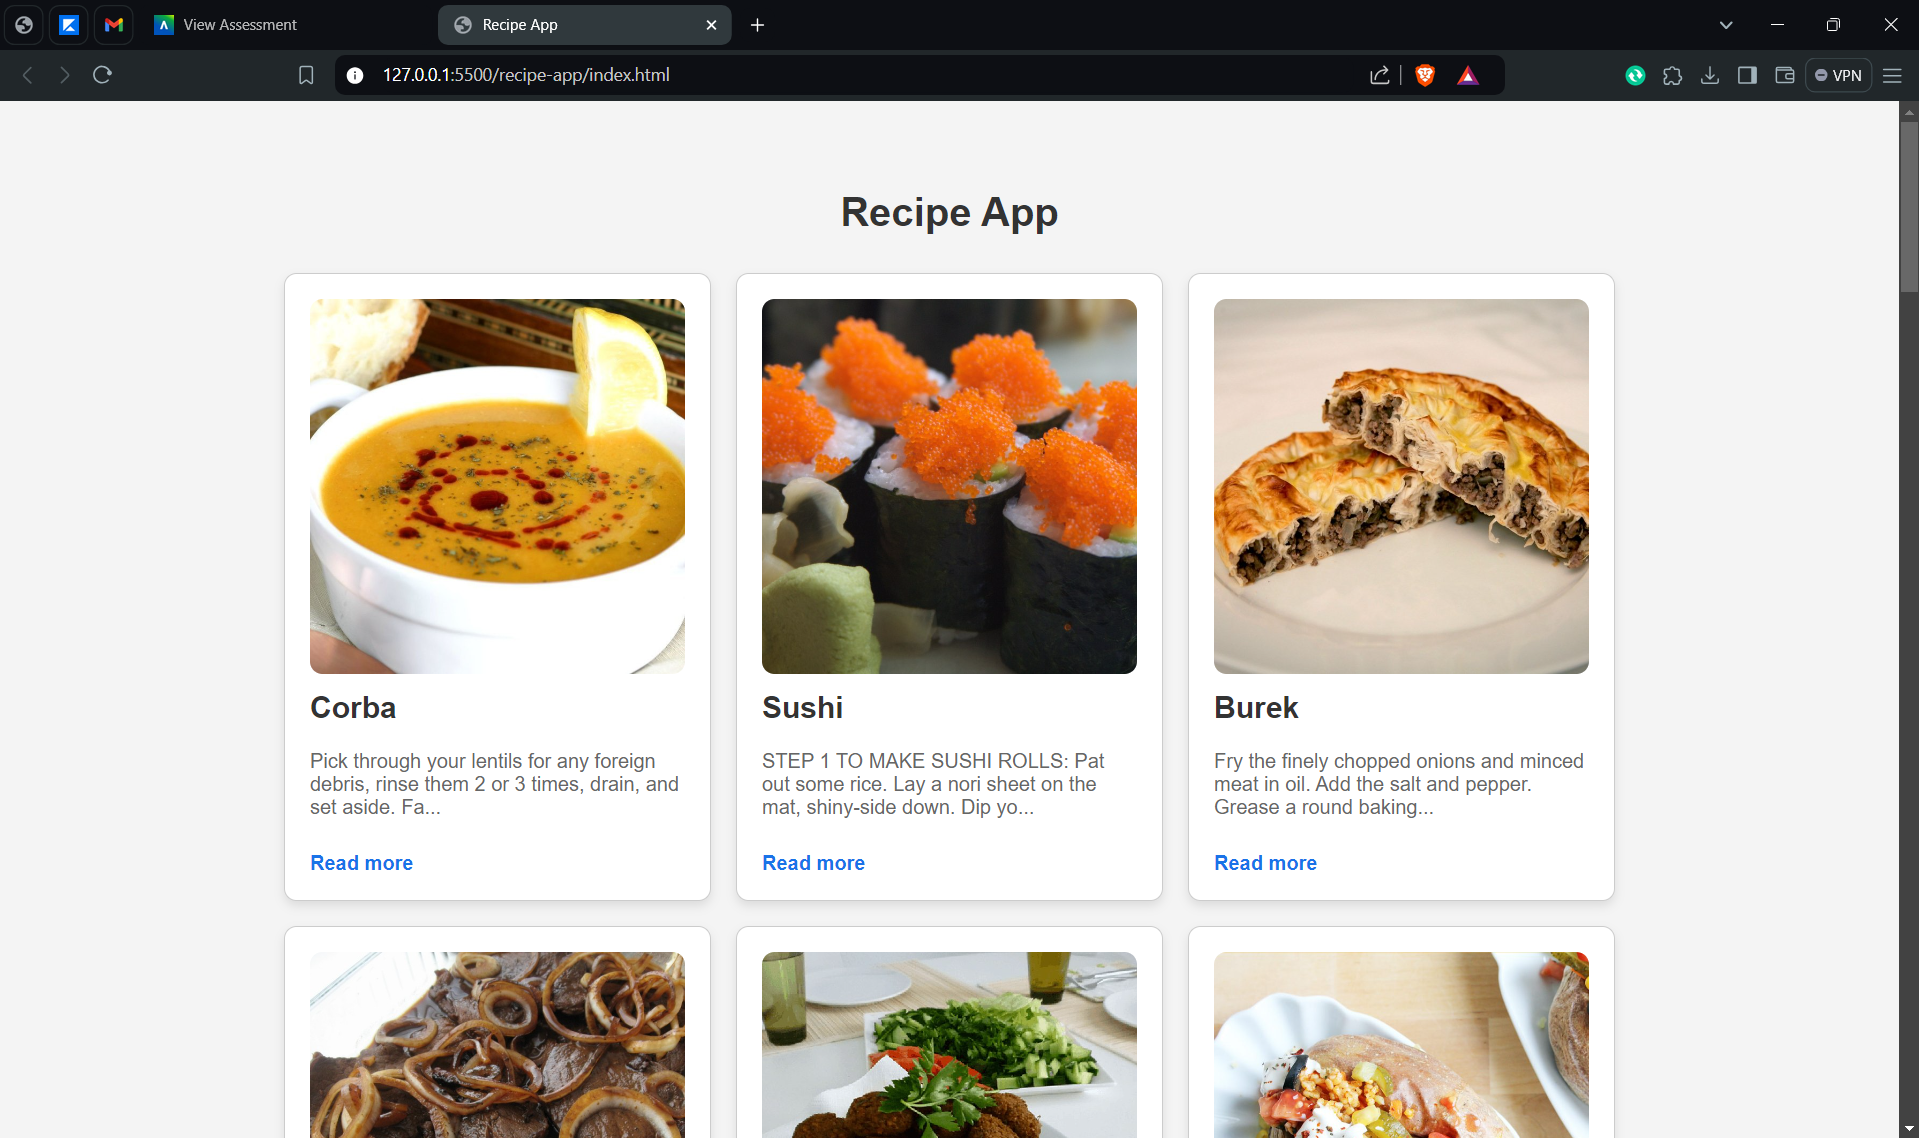 View Assessment
Recipe App
127.0.0.1:5500/recipe-app/index.html
VPN
Recipe App
Corba
Pick through your lentils for any foreign
debris, rinse them 2 or 3 times, drain, and
set aside. Fa...
Read more
Sushi
STEP 1 TO MAKE SUSHI ROLLS: Pat
out some rice. Lay a nori sheet on the
mat, shiny-side down. Dip yo...
Read more
Burek
Fry the finely chopped onions and minced
meat in oil. Add the salt and pepper.
Grease a round baking...
Read more